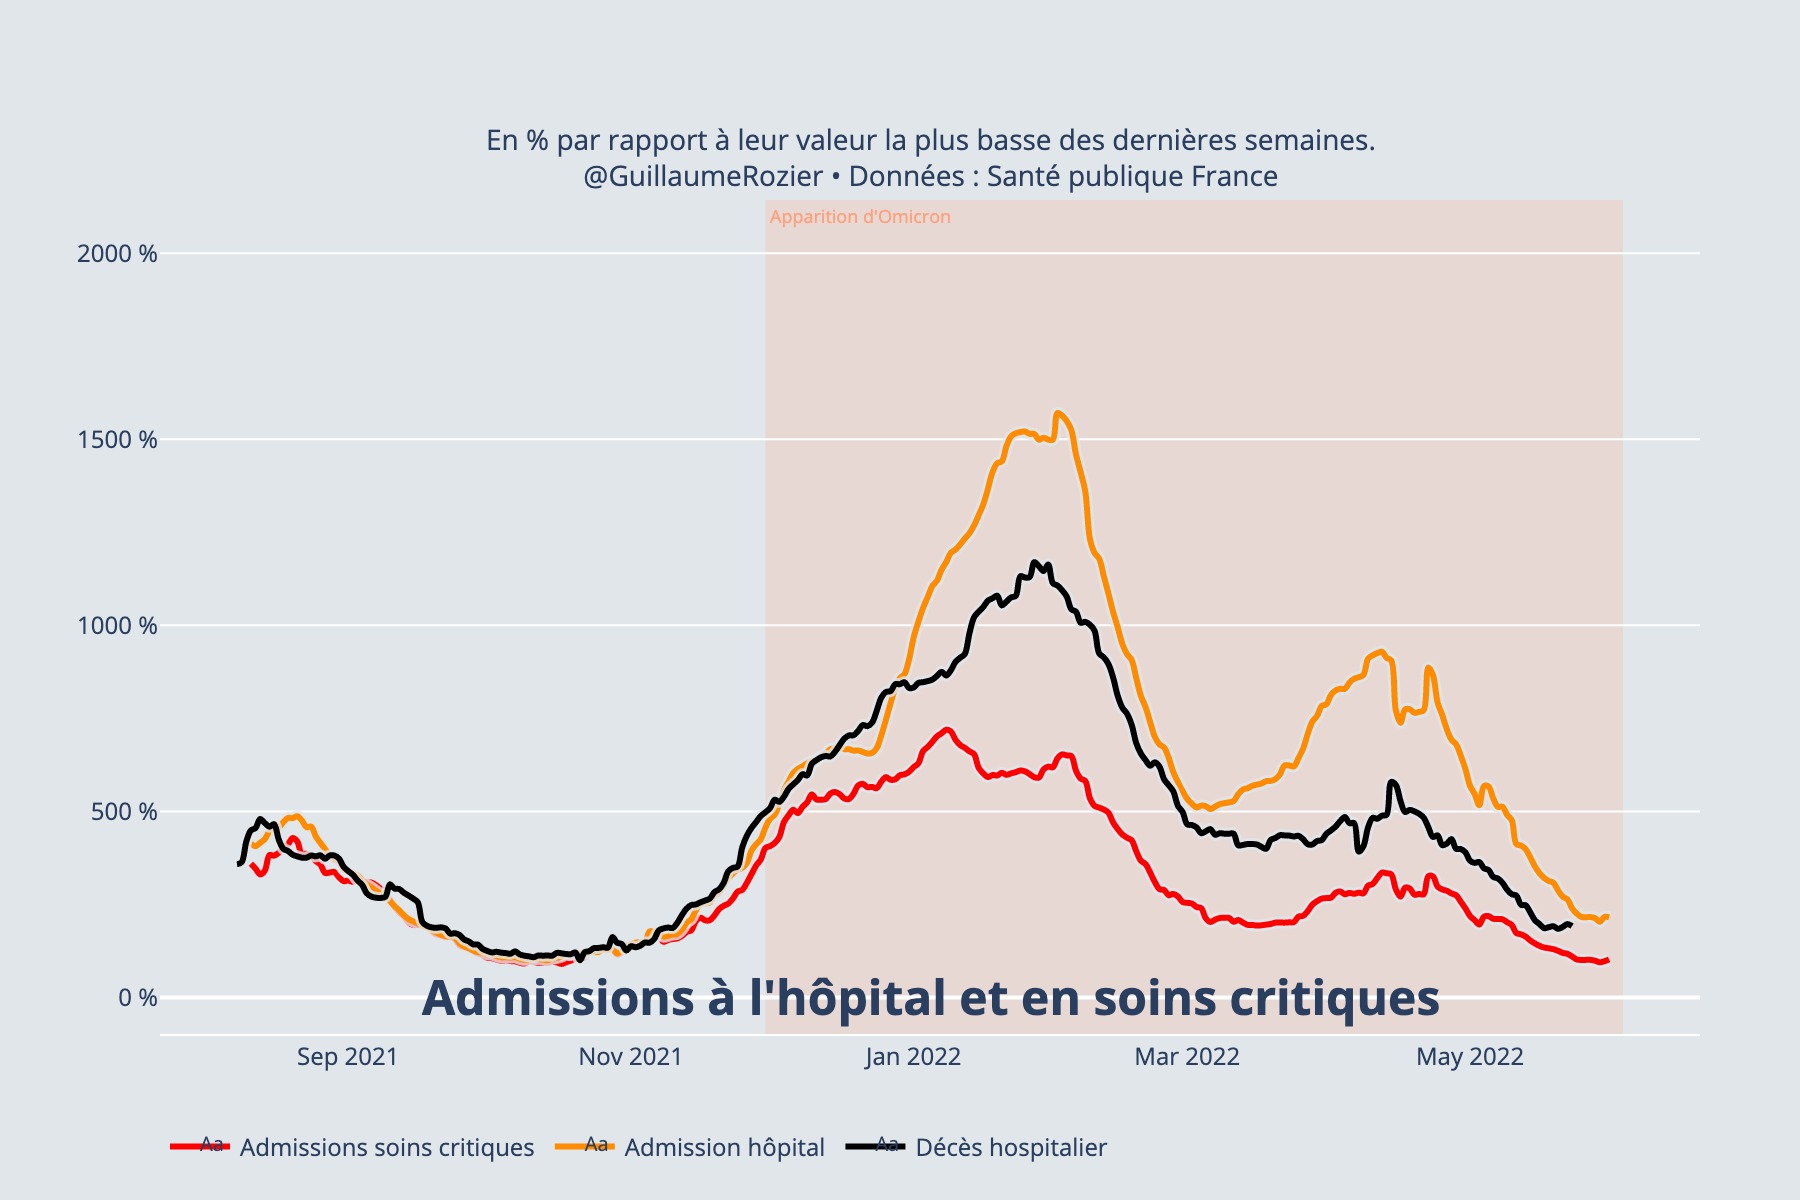 En % par rapport à leur valeur la plus basse des dernières semaines.
@GuillaumeRozier • Données : Santé publique France
Apparition d'Omicron
2000 %
1500 %
1000 %
500 %
0 %
Admissions à l'hôpital et en soins critiques
Sep 2021
Nov 2021
Jan 2022
Mar 2022
May 2022
Aa Admissions soins critiques
Aa Admission hôpital
Aa Décès hospitalier